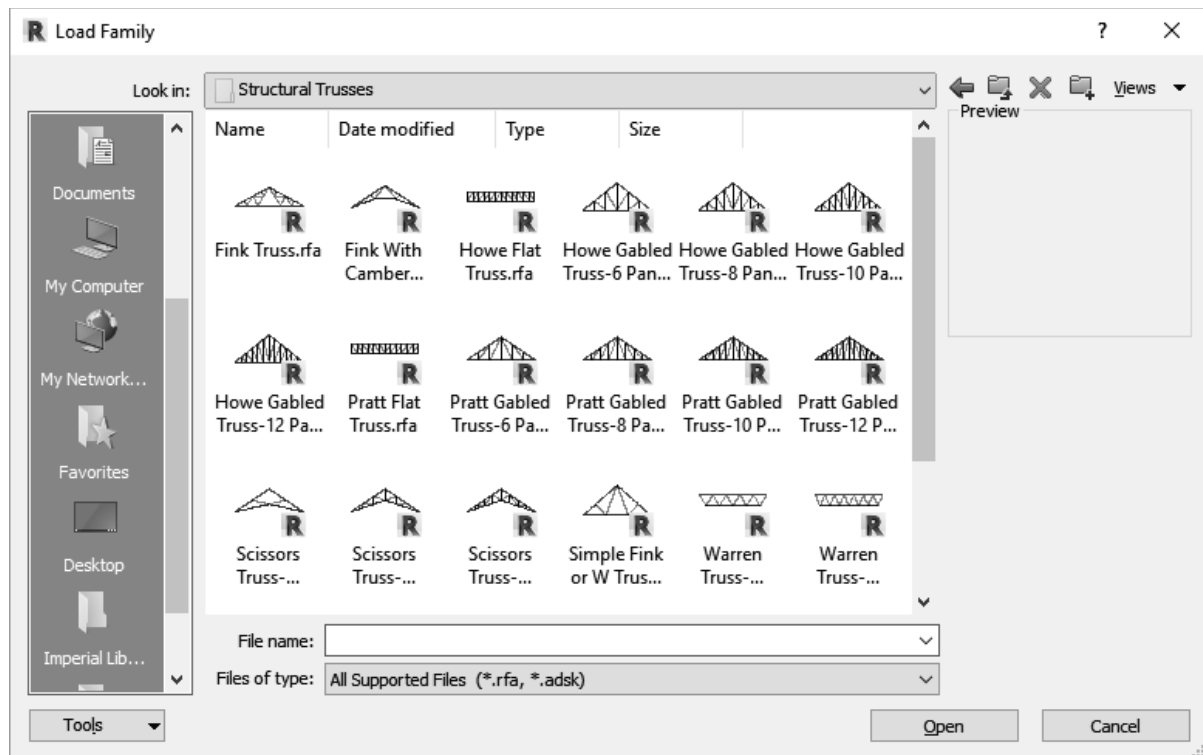 R Load Family ? X
Look in: Structural Trusses Views
Preview
Name Date modified Type Size
Documents
My Computer
My Network...
Favorites
Desktop
Imperial Lib...
Fink Truss.rfa
Fink With
Camber...
Howe Flat
Truss.rfa
Howe Gabled
Truss-6 Pan...
Howe Gabled
Truss-8 Pan...
Howe Gabled
Truss-10 Pa...
Howe Gabled
Truss-12 Pa...
Pratt Flat
Truss.rfa
Pratt Gabled
Truss-6 Pa...
Pratt Gabled
Truss-8 Pa...
Pratt Gabled
Truss-10 P...
Pratt Gabled
Truss-12 P...
Scissors
Truss-...
Scissors
Truss-...
Scissors
Truss-...
Simple Fink
or W Trus...
Warren
Truss-...
Warren
Truss-...
File name:
Files of type: All Supported Files (*.rfa, *.adsk)
Tools Open Cancel